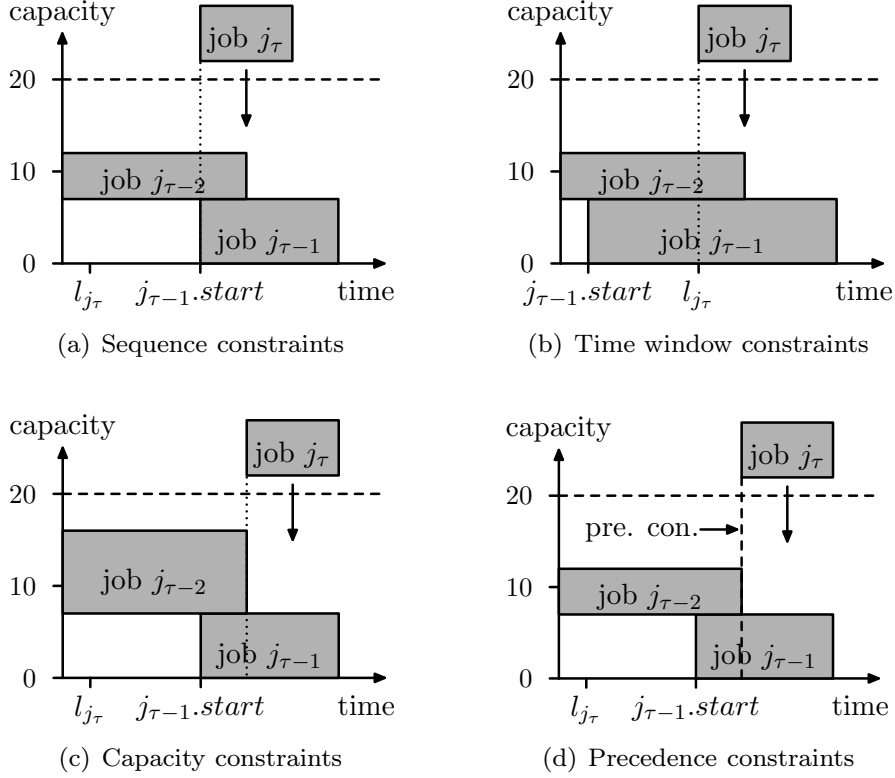 capacity
job j_{τ}
20
10
job j_{τ−2}
job j_{τ−1}
0
l_{j_τ}
j_{τ−1}.start
time
(a) Sequence constraints
job j_{τ}
20
10
job j_{τ−2}
job j_{τ−1}
0
j_{τ−1}.start
l_{j_τ}
time
capacity
(b) Time window constraints
capacity
job j_{τ}
20
10
job j_{τ−2}
job j_{τ−1}
0
l_{j_τ}
j_{τ−1}.start
time
(c) Capacity constraints
capacity
job j_{τ}
20
pre. con.
10
job j_{τ−2}
job j_{τ−1}
0
l_{j_τ}
j_{τ−1}.start
time
(d) Precedence constraints